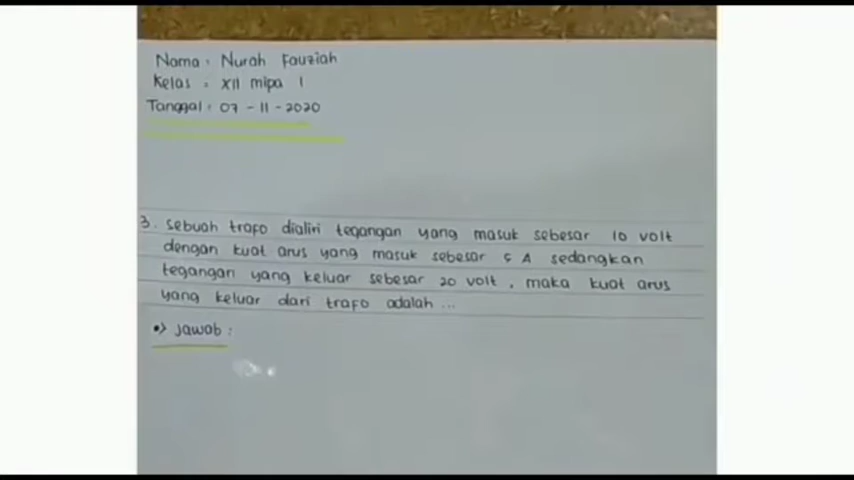 Nama : Nurah Fauziah
Kelas : XII mipa 1
Tanggal : 07 - 11 - 2020
3. Sebuah trafo dialiri tegangan yang masuk sebesar 10 volt
dengan kuat arus yang masuk sebesar 5 A sedangkan
tegangan yang keluar sebesar 20 volt, maka kuat arus
yang keluar dari trafo adalah ...
•> Jawab :